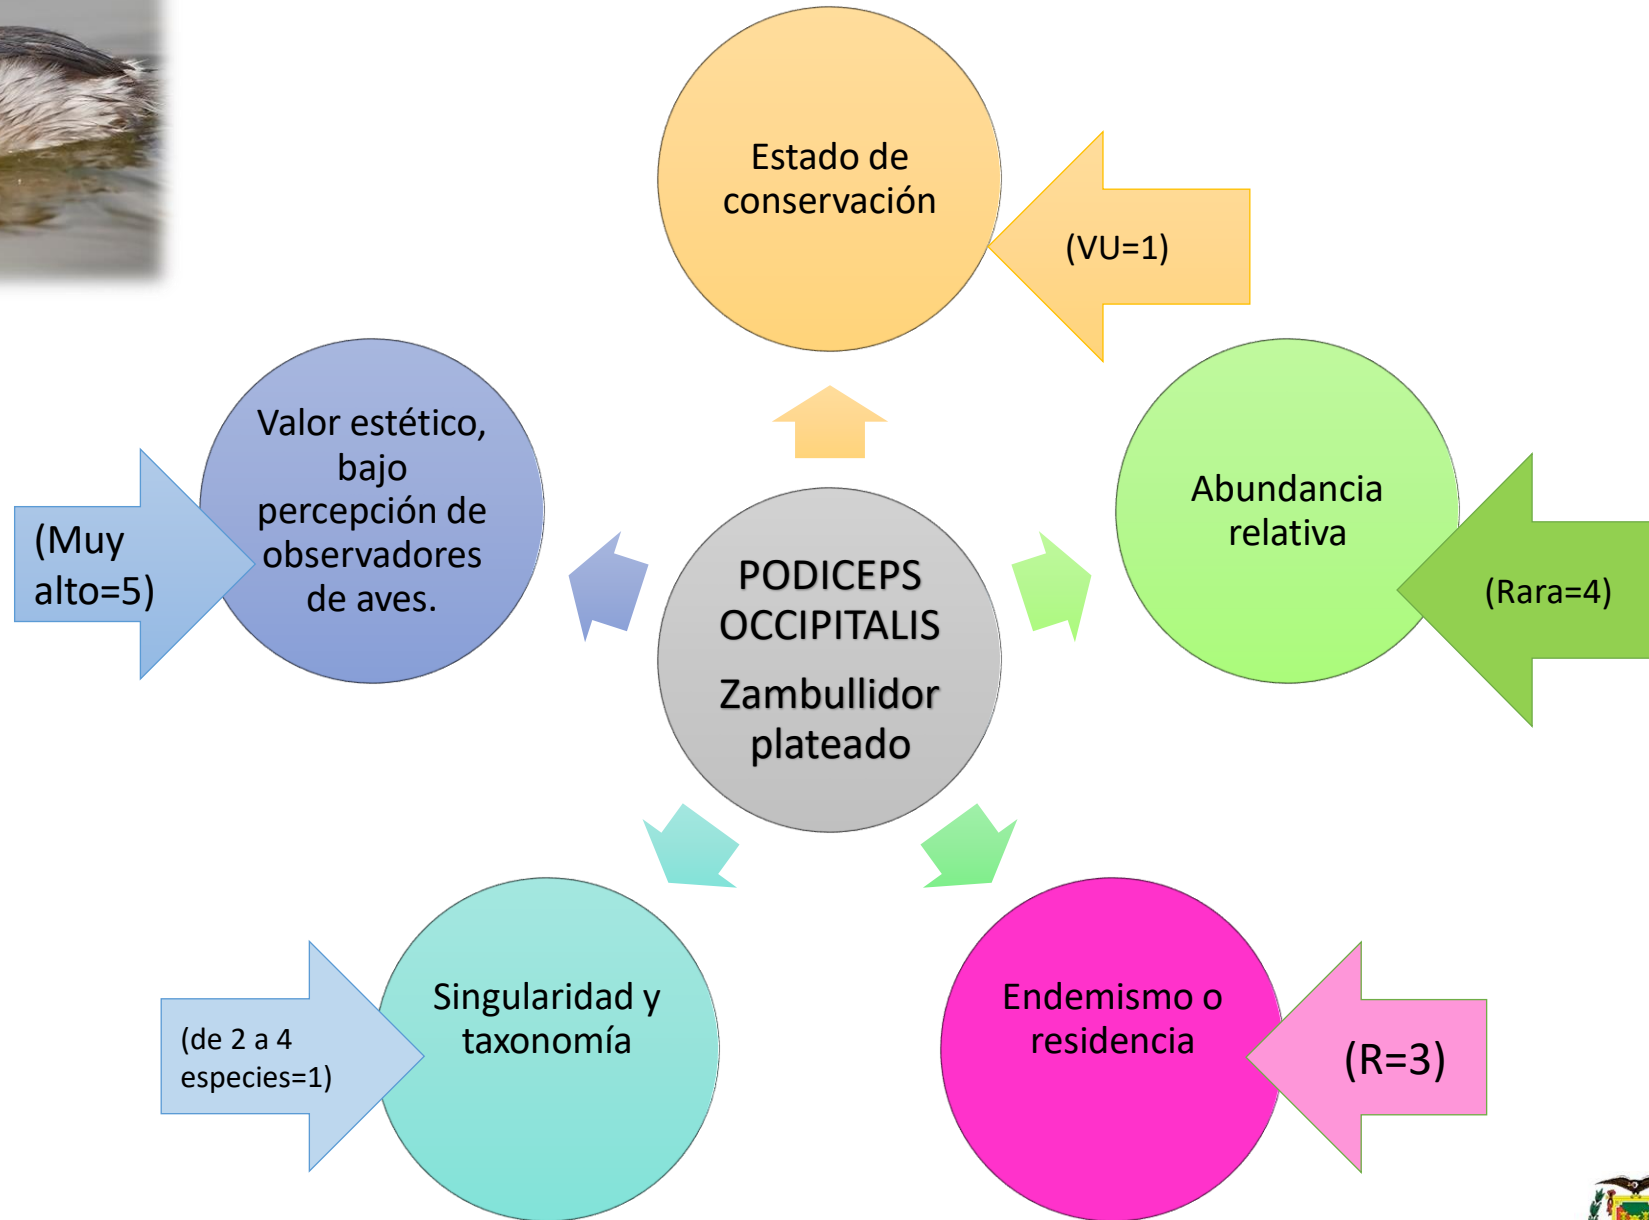 Estado de
conservación
(VU=1)
Valor estético,
bajo
percepción de
observadores
de aves.
(Muy
alto=5)
Abundancia
relativa
(Rara=4)
PODICEPS
OCCIPITALIS
Zambullidor
plateado
Singularidad y
taxonomía
(de 2 a 4
especies=1)
Endemismo o
residencia
(R=3)